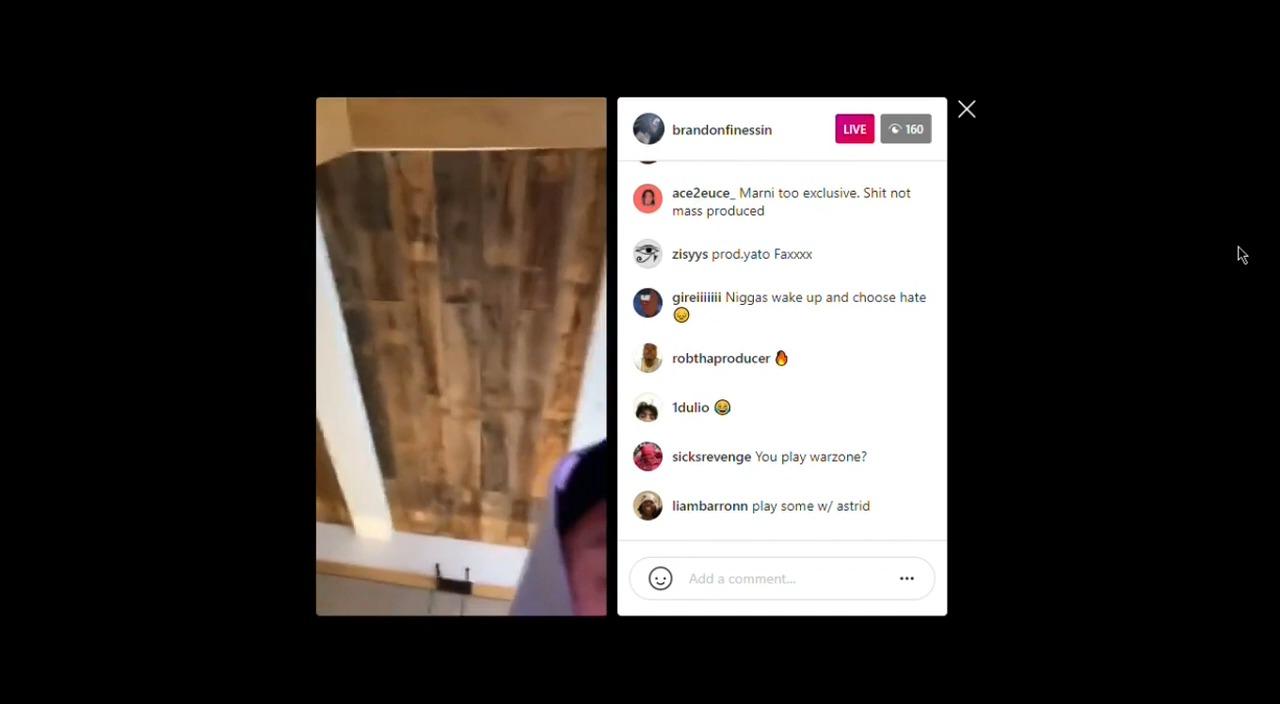 brandonfinessin LIVE 160
ace2euce_ Marni too exclusive. Shit not
mass produced
zisyys prod.yato Faxxxx
gireiiiiiii Niggas wake up and choose hate
robthaproducer
1dulio
sicksrevenge You play warzone?
liambarronn play some w/ astrid
Add a comment...